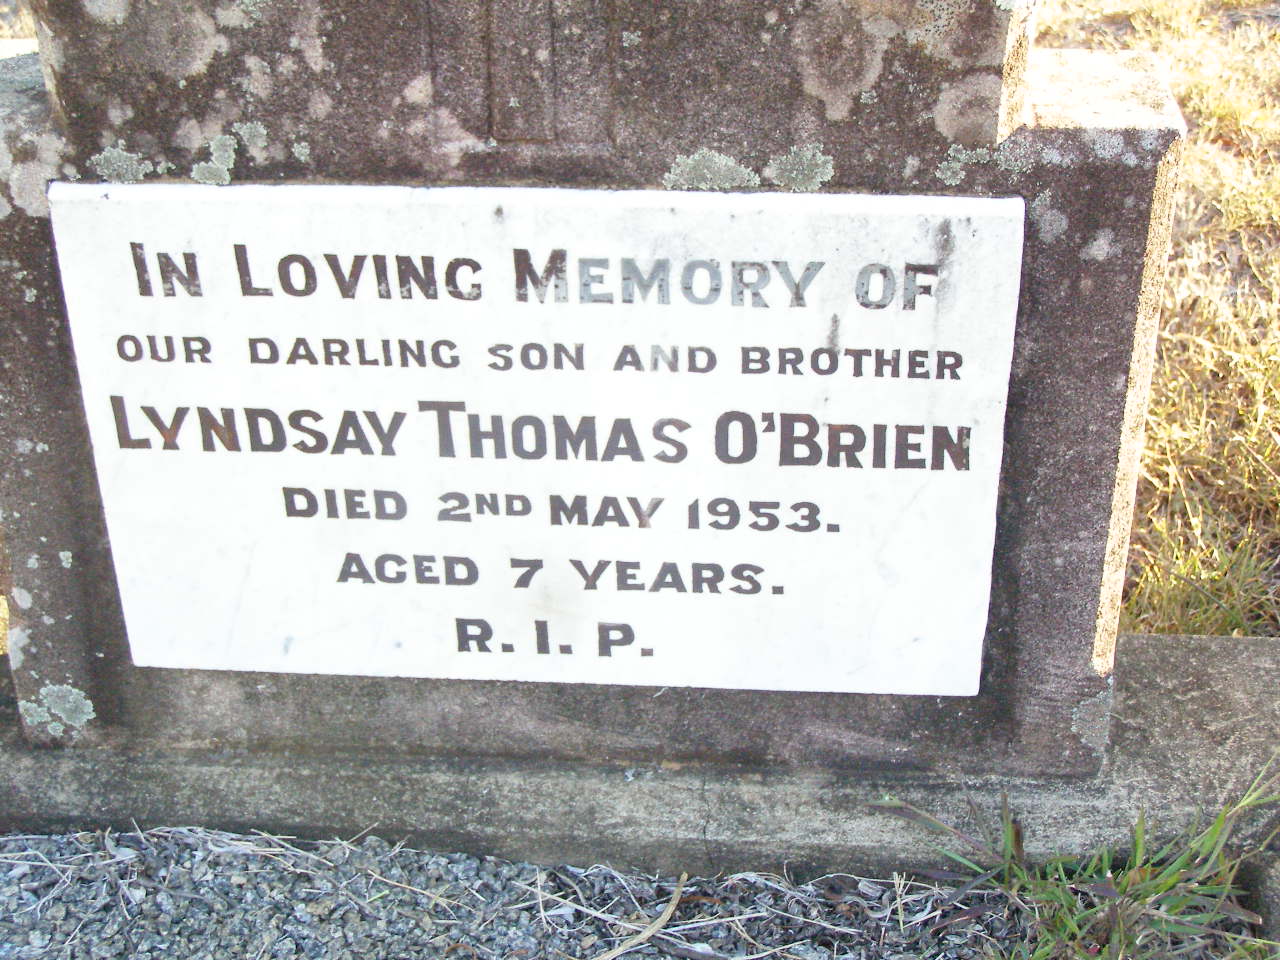 IN LOVING MEMORY OF
OUR DARLING SON AND BROTHER
LYNDSAY THOMAS O'BRIEN
DIED 2ND MAY 1953.
AGED 7 YEARS.
R. I. P.